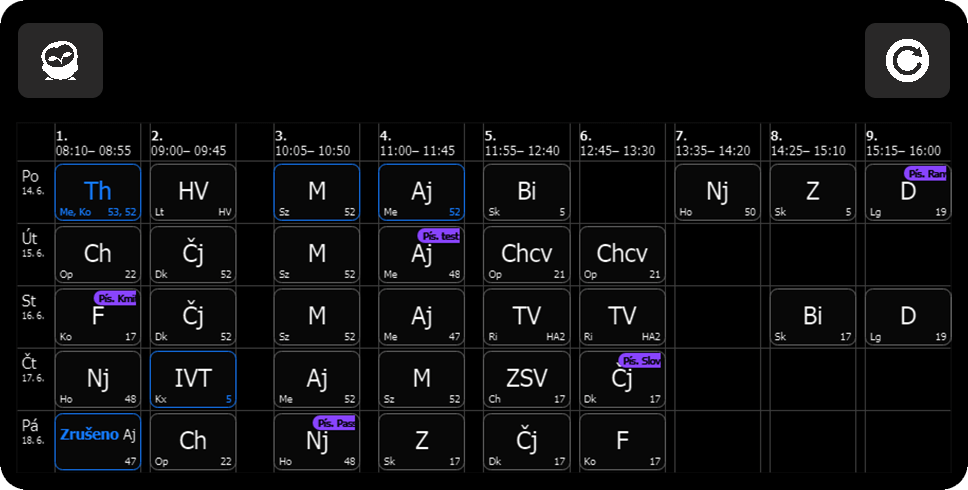 1. 2. 3. 4. 5. 6. 7. 8. 9.
08:10– 08:55 09:00– 09:45 10:05– 10:50 11:00– 11:45 11:55– 12:40 12:45– 13:30 13:35– 14:20 14:25– 15:10 15:15– 16:00
Po
14. 6.
Th
Me, Ko 53, 52
HV
Lt HV
M
Sz 52
Aj
Me 52
Bi
Sk 5
Nj
Ho 50
Z
Sk 5
Pís. Ran
D
Lg 19
Út
15. 6.
Ch
Op 22
Čj
Dk 52
M
Sz 52
Pís. test
Aj
Me 48
Chcv
Op 21
Chcv
Op 21
St
16. 6.
Pís. Kmi
F
Ko 17
Čj
Dk 52
M
Sz 52
Aj
Me 47
TV
Ri HA2
TV
Ri HA2
Bi
Sk 17
D
Lg 19
Čt
17. 6.
Nj
Ho 48
IVT
Kx 5
Aj
Me 52
M
Sz 52
ZSV
Ch 17
Pís. Slov
Čj
Dk 17
Pá
18. 6.
Zrušeno Aj
47
Ch
Op 22
Pís. Pass
Nj
Ho 48
Z
Sk 17
Čj
Dk 17
F
Ko 17